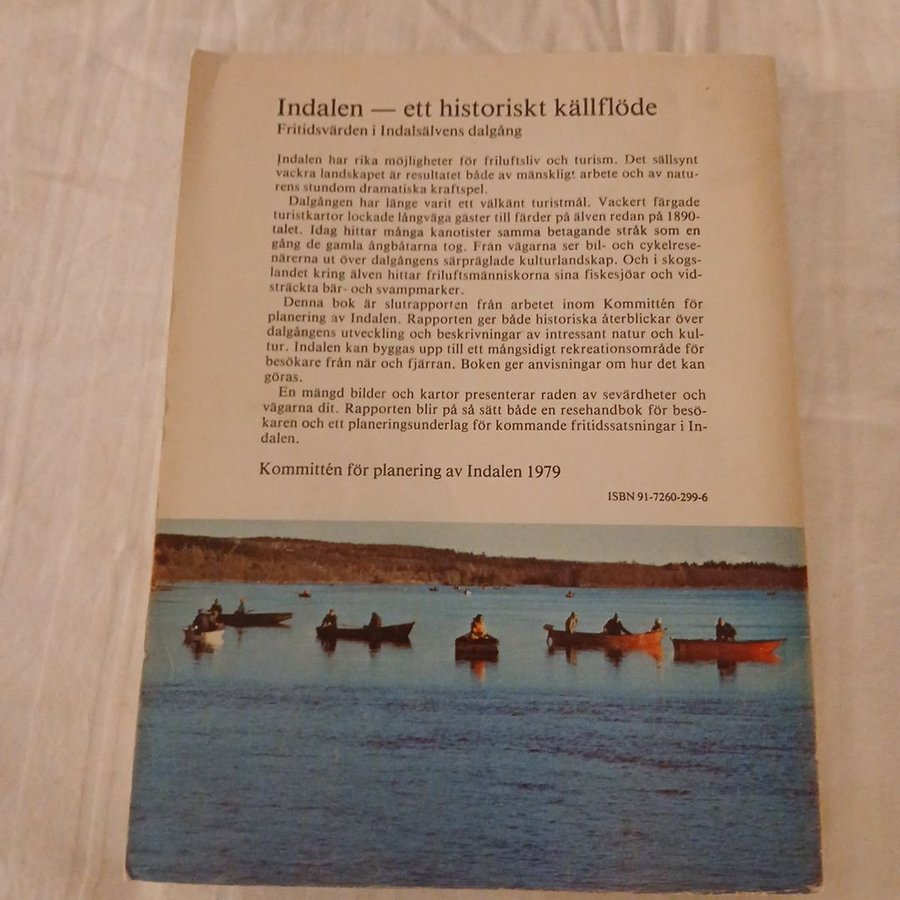 Indalen — ett historiskt källflöde
Fritidsvärden i Indalsälvens dalgång
Indalen har rika möjligheter för friluftsliv och turism. Det sällsynt
vackra landskapet är resultatet både av mänskligt arbete och av natu-
rens stundom dramatiska kraftspel.
Dalgången har länge varit ett välkänt turistmål. Vackert färgade
turistkartor lockade långväga gäster till färder på älven redan på 1890-
talet. Idag hittar många kanotister samma betagande stråk som en
gång de gamla ångbåtarna tog. Från vägarna ser bil- och cykelrese-
närerna ut över dalgångens särpräglade kulturlandskap. Och i skogs-
landet kring älven hittar friluftsmänniskorna sina fiskesjöar och vid-
sträckta bär- och svampmarker.
Denna bok är slutrapporten från arbetet inom Kommittén för
planering av Indalen. Rapporten ger både historiska återblickar över
dalgångens utveckling och beskrivningar av intressant natur och kul-
tur. Indalen kan byggas upp till ett mångsidigt rekreationsområde för
besökare från när och fjärran. Boken ger anvisningar om hur det kan
göras.
En mängd bilder och kartor presenterar raden av sevärdheter och
vägarna dit. Rapporten blir på så sätt både en resehandbok för besö-
karen och ett planeringsunderlag för kommande fritidssatsningar i In-
dalen.
Kommittén för planering av Indalen 1979
ISBN 91-7260-299-6